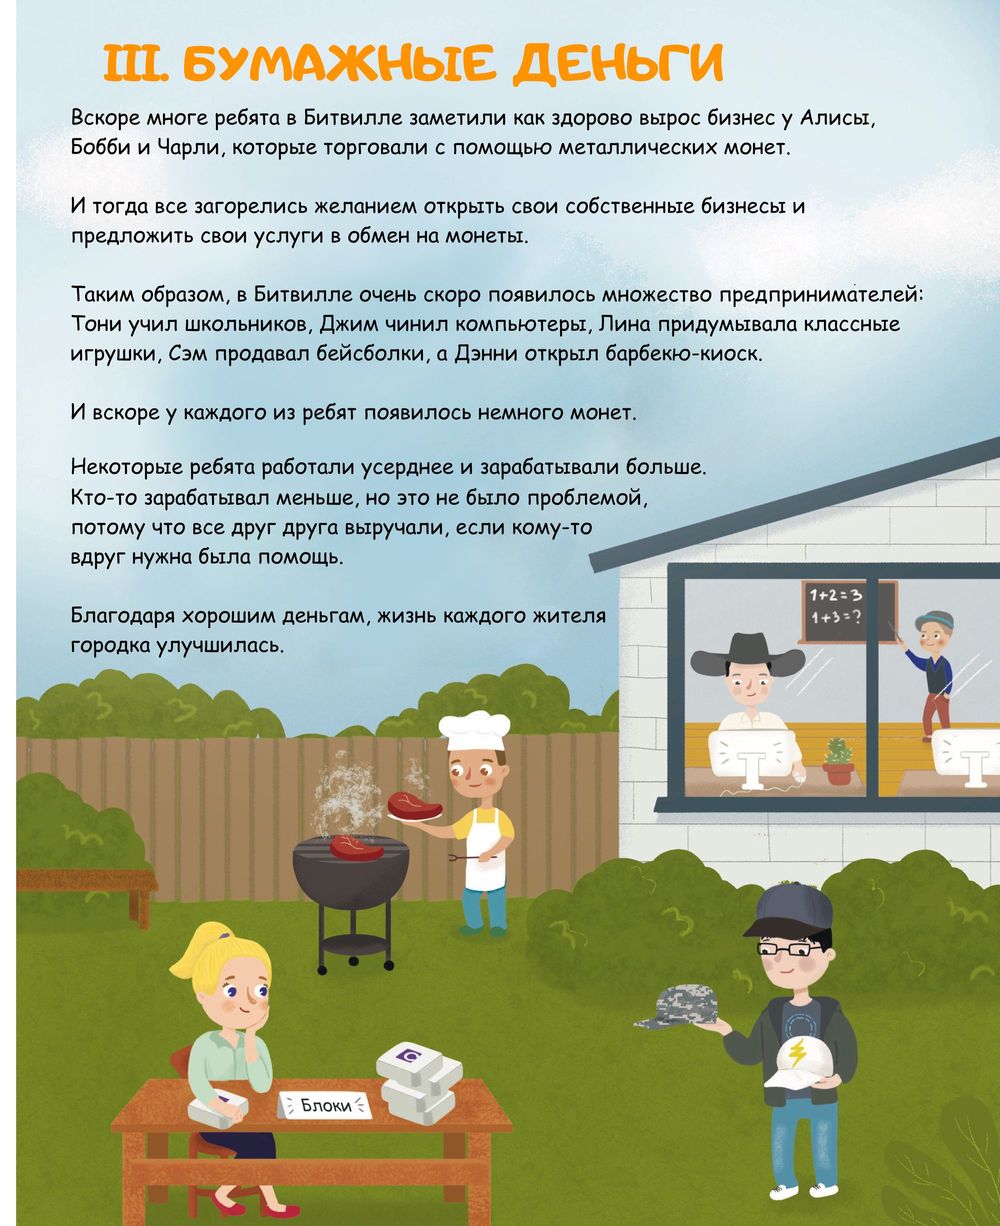 III. БУМАЖНЫЕ ДЕНЬГИ
Вскоре многе ребята в Битвилле заметили как здорово вырос бизнес у Алисы,
Бобби и Чарли, которые торговали с помощью металлических монет.
И тогда все загорелись желанием открыть свои собственные бизнесы и
предложить свои услуги в обмен на монеты.
Таким образом, в Битвилле очень скоро появилось множество предпринимателей:
Тони учил школьников, Джим чинил компьютеры, Лина придумывала классные
игрушки, Сэм продавал бейсболки, а Дэнни открыл барбекю-киоск.
И вскоре у каждого из ребят появилось немного монет.
Некоторые ребята работали усерднее и зарабатывали больше.
Кто-то зарабатывал меньше, но это не было проблемой,
потому что все друг друга выручали, если кому-то
вдруг нужна была помощь.
Благодаря хорошим деньгам, жизнь каждого жителя
городка улучшилась.
1+2=3
1+3=?
Блоки